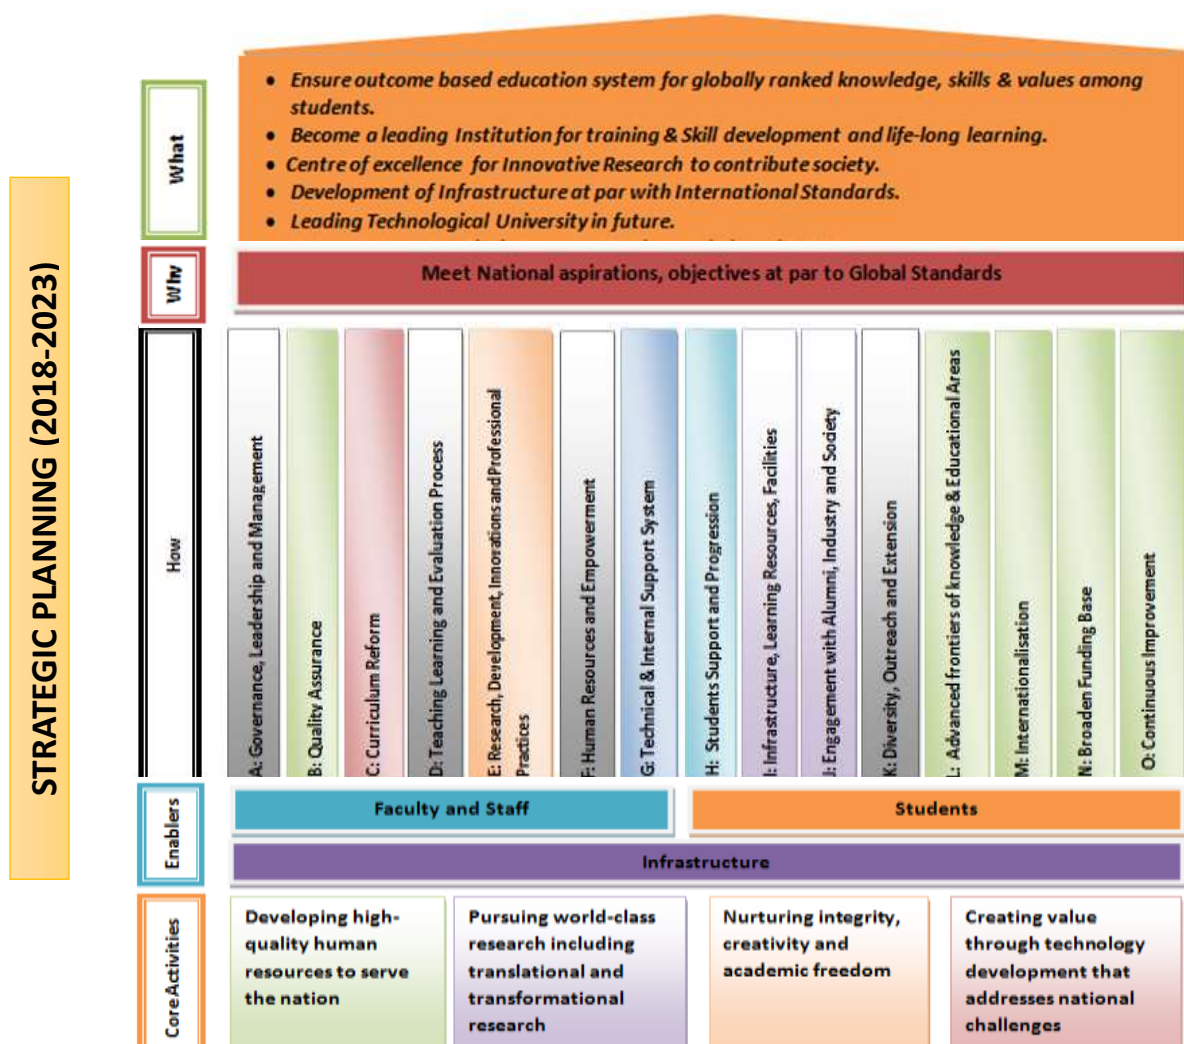 STRATEGIC PLANNING (2018-2023)
What
• Ensure outcome based education system for globally ranked knowledge, skills & values among
students.
• Become a leading Institution for training & Skill development and life-long learning.
• Centre of excellence for Innovative Research to contribute society.
• Development of Infrastructure at par with International Standards.
• Leading Technological University in future.
Why
Meet National aspirations, objectives at par to Global Standards
How
A: Governance, Leadership and Management
B: Quality Assurance
C: Curriculum Reform
D: Teaching Learning and Evaluation Process
E: Research, Development, Innovations and Professional
Practices
F: Human Resources and Empowerment
G: Technical & Internal Support System
H: Students Support and Progression
I: Infrastructure, Learning Resources, Facilities
J: Engagement with Alumni, Industry and Society
K: Diversity, Outreach and Extension
L: Advanced frontiers of knowledge & Educational Areas
M: Internationalisation
N: Broaden Funding Base
O: Continuous Improvement
Enablers
Faculty and Staff
Students
Infrastructure
Core Activities
Developing high-
quality human
resources to serve
the nation
Pursuing world-class
research including
translational and
transformational
research
Nurturing integrity,
creativity and
academic freedom
Creating value
through technology
development that
addresses national
challenges